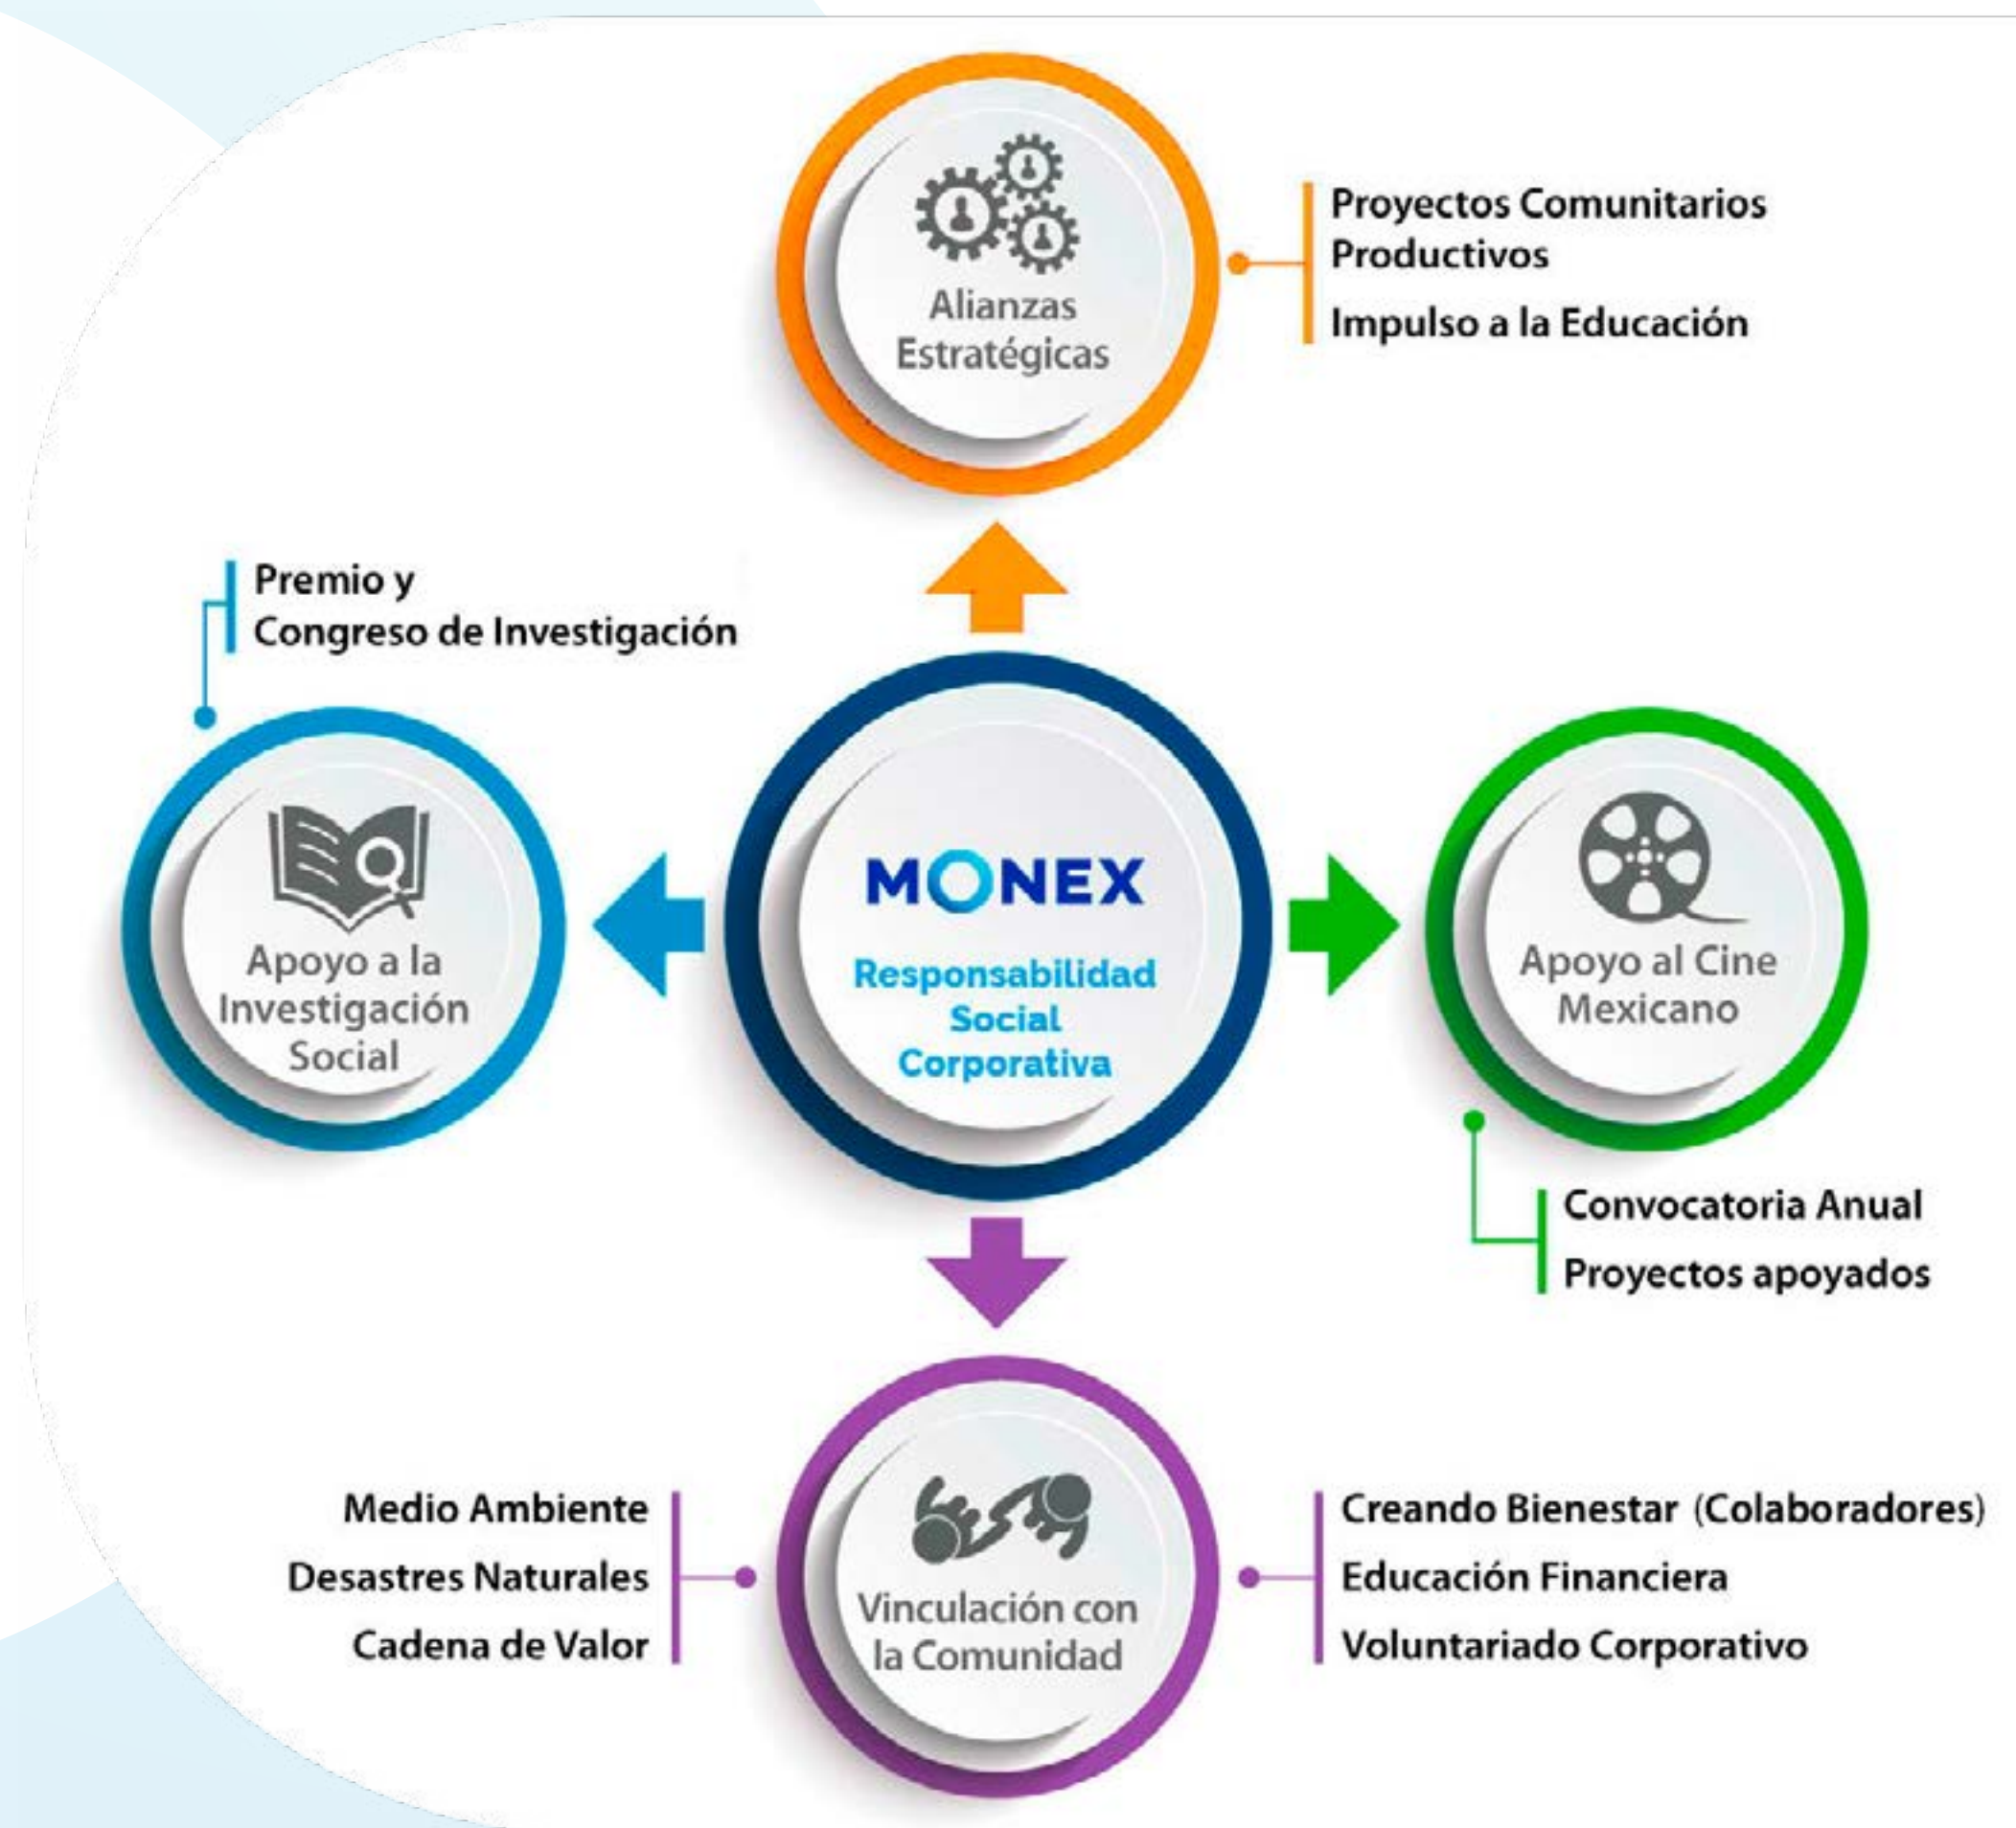 Alianzas
Estratégicas
Proyectos Comunitarios
Productivos
Impulso a la Educación
Premio y
Congreso de Investigación
Apoyo a la
Investigación
Social
MONEX
Responsabilidad
Social
Corporativa
Apoyo al Cine
Mexicano
Convocatoria Anual
Proyectos apoyados
Medio Ambiente
Desastres Naturales
Cadena de Valor
Vinculación con
la Comunidad
Creando Bienestar (Colaboradores)
Educación Financiera
Voluntariado Corporativo